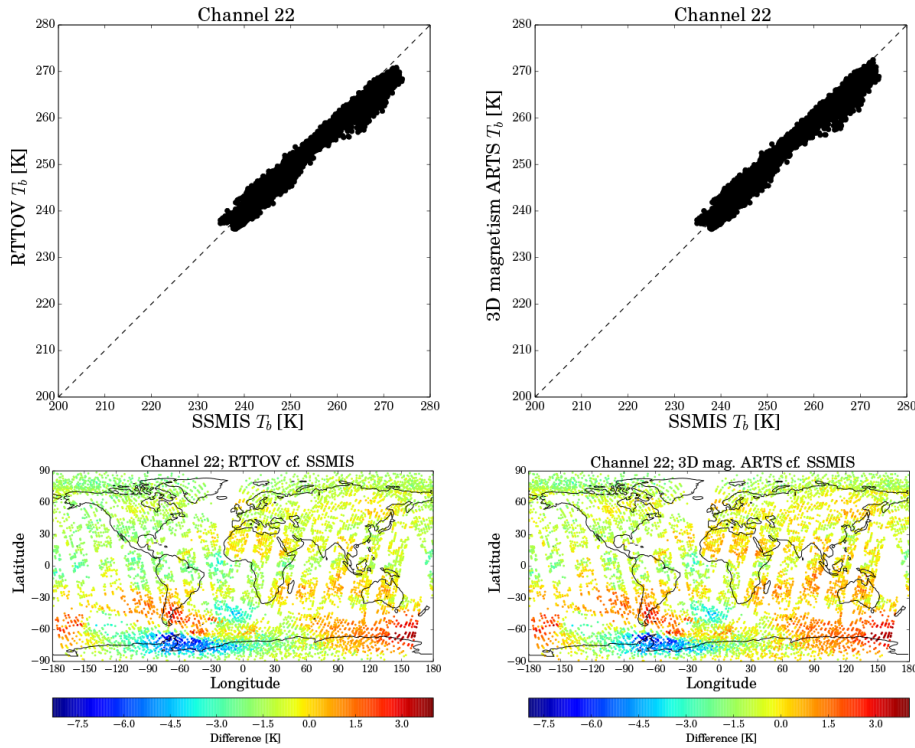 Channel 22
280
270
260
250
240
230
220
210
200
200 210 220 230 240 250 260 270 280
RTTOV T_b [K]
SSMIS T_b [K]
Channel 22
280
270
260
250
240
230
220
210
200
200 210 220 230 240 250 260 270 280
3D magnetism ARTS T_b [K]
SSMIS T_b [K]
Channel 22; RTTOV cf. SSMIS
90
60
30
0
−30
−60
−90
−180 −150 −120 −90 −60 −30 0 30 60 90 120 150 180
Latitude
Longitude
−7.5 −6.0 −4.5 −3.0 −1.5 0.0 1.5 3.0
Difference [K]
Channel 22; 3D mag. ARTS cf. SSMIS
90
60
30
0
−30
−60
−90
−180 −150 −120 −90 −60 −30 0 30 60 90 120 150 180
Latitude
Longitude
−7.5 −6.0 −4.5 −3.0 −1.5 0.0 1.5 3.0
Difference [K]